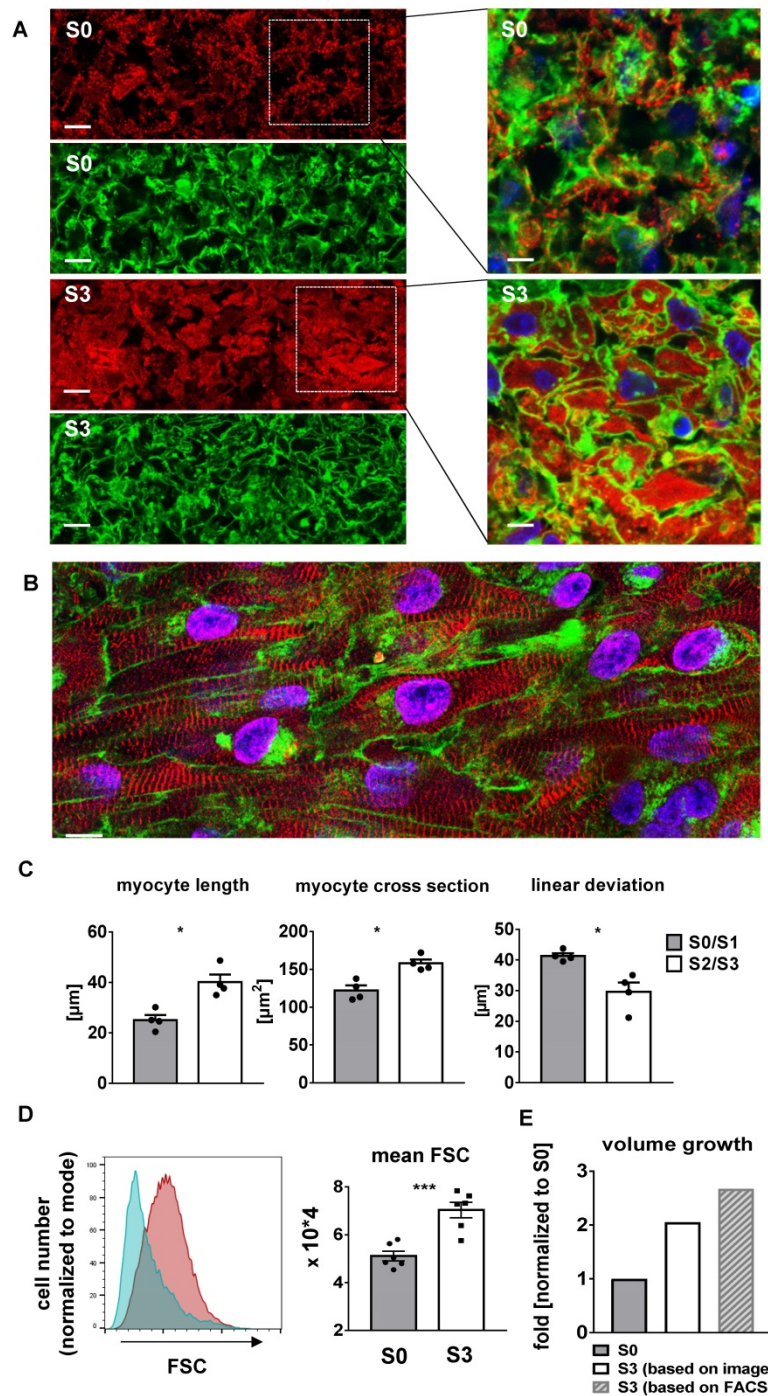 A
S0
S0
S0
S3
S3
S3
B
C
myocyte length
myocyte cross section
linear deviation
*
*
*
[µm]
60
40
20
0
[µm²]
200
150
100
50
0
[µm]
50
40
30
20
10
0
S0/S1
S2/S3
D
cell number
(normalized to mode)
100
80
60
40
20
0
FSC
mean FSC
***
x 10*4
8
6
4
2
S0
S3
E
volume growth
fold [normalized to S0]
3
2
1
0
S0
S3 (based on image
S3 (based on FACS